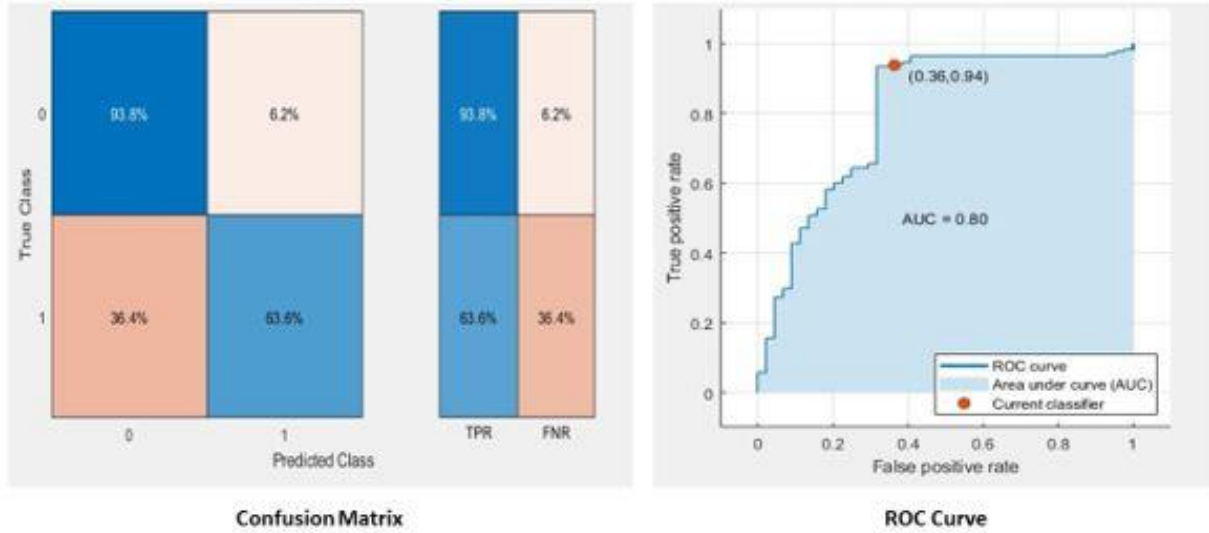 0
93.8%
6.2%
93.8%
6.2%
True Class
1
36.4%
63.6%
63.6%
36.4%
0
1
TPR
FNR
Predicted Class
Confusion Matrix
1
0.8
0.6
0.4
0.2
0
True positive rate
(0.36,0.94)
AUC = 0.80
ROC curve
Area under curve (AUC)
Current classifier
0
0.2
0.4
0.6
0.8
1
False positive rate
ROC Curve